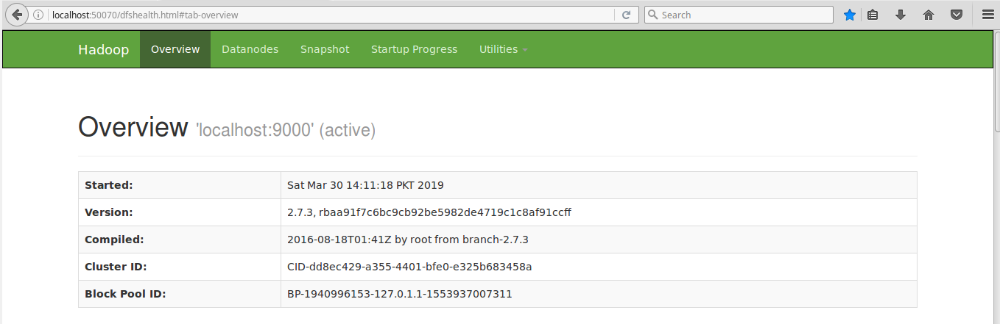 localhost:50070/dfshealth.html#tab-overview Search
Hadoop Overview Datanodes Snapshot Startup Progress Utilities
Overview 'localhost:9000' (active)
Started: Sat Mar 30 14:11:18 PKT 2019
Version: 2.7.3, rbaa91f7c6bc9cb92be5982de4719c1c8af91ccff
Compiled: 2016-08-18T01:41Z by root from branch-2.7.3
Cluster ID: CID-dd8ec429-a355-4401-bfe0-e325b683458a
Block Pool ID: BP-1940996153-127.0.1.1-1553937007311